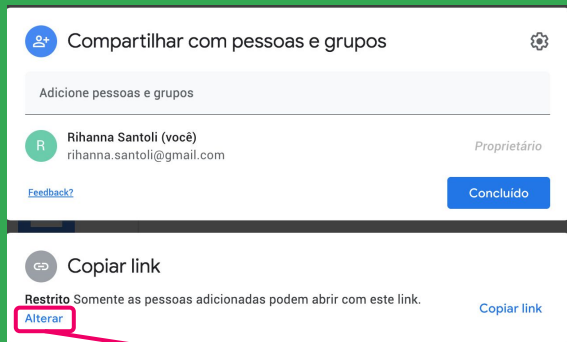 Compartilhar com pessoas e grupos
Adicione pessoas e grupos
R
Rihanna Santoli (você)
Proprietário
rihanna.santoli@gmail.com
Feedback?
Concluído
Copiar link
Restrito Somente as pessoas adicionadas podem abrir com este link.
Copiar link
Alterar